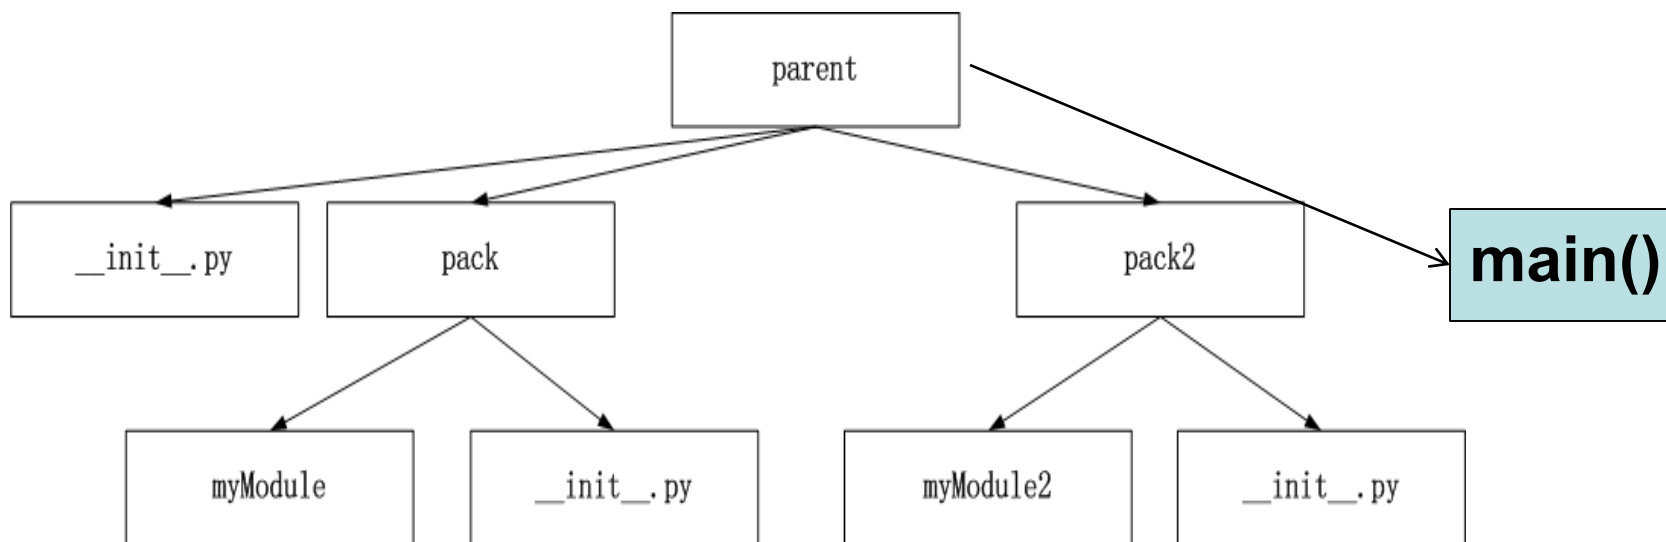 parent
__init__.py
pack
pack2
main()
myModule
__init__.py
myModule2
__init__.py